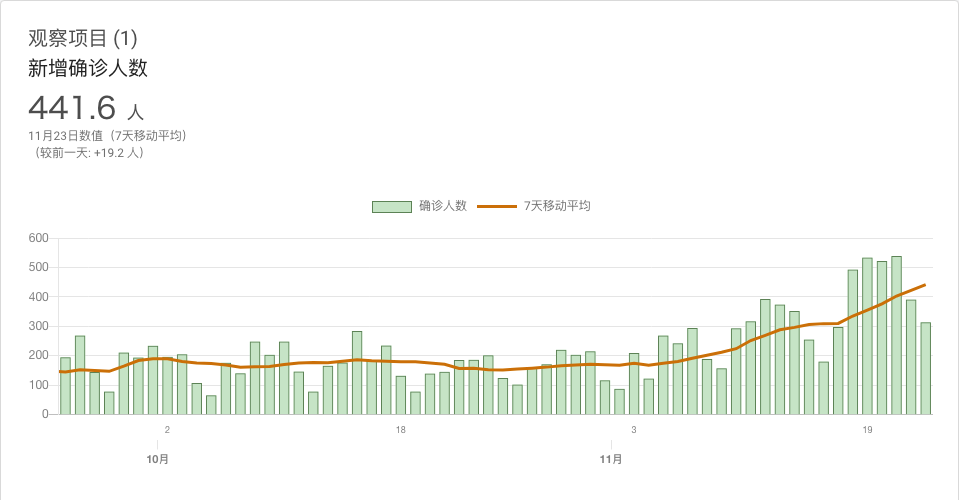 观察项目 (1)
新增确诊人数
441.6 人
11月23日数值（7天移动平均）
（较前一天: +19.2 人）
确诊人数 7天移动平均
600
500
400
300
200
100
0
2 18 3 19
10月 11月